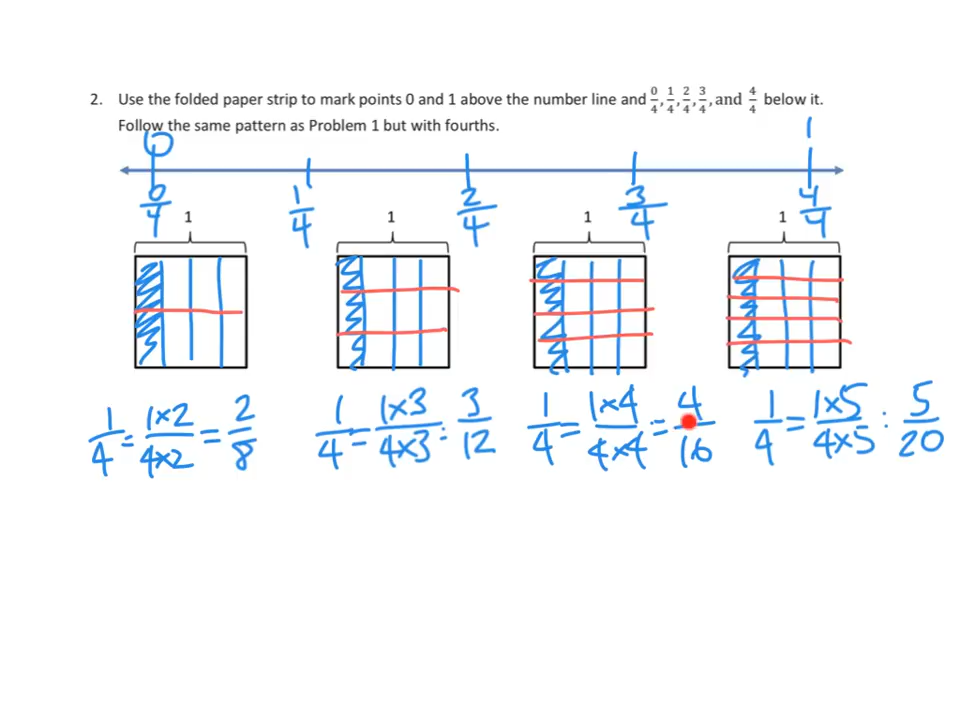 2. Use the folded paper strip to mark points 0 and 1 above the number line and 0/4, 1/4, 2/4, 3/4, and 4/4 below it.
Follow the same pattern as Problem 1 but with fourths.
0 1
0/4 1/4 2/4 3/4 4/4
1 1 1 1
1/4 = 1×2/4×2 = 2/8 1/4 = 1×3/4×3 = 3/12 1/4 = 1×4/4×4 = 4/16 1/4 = 1×5/4×5 : 5/20